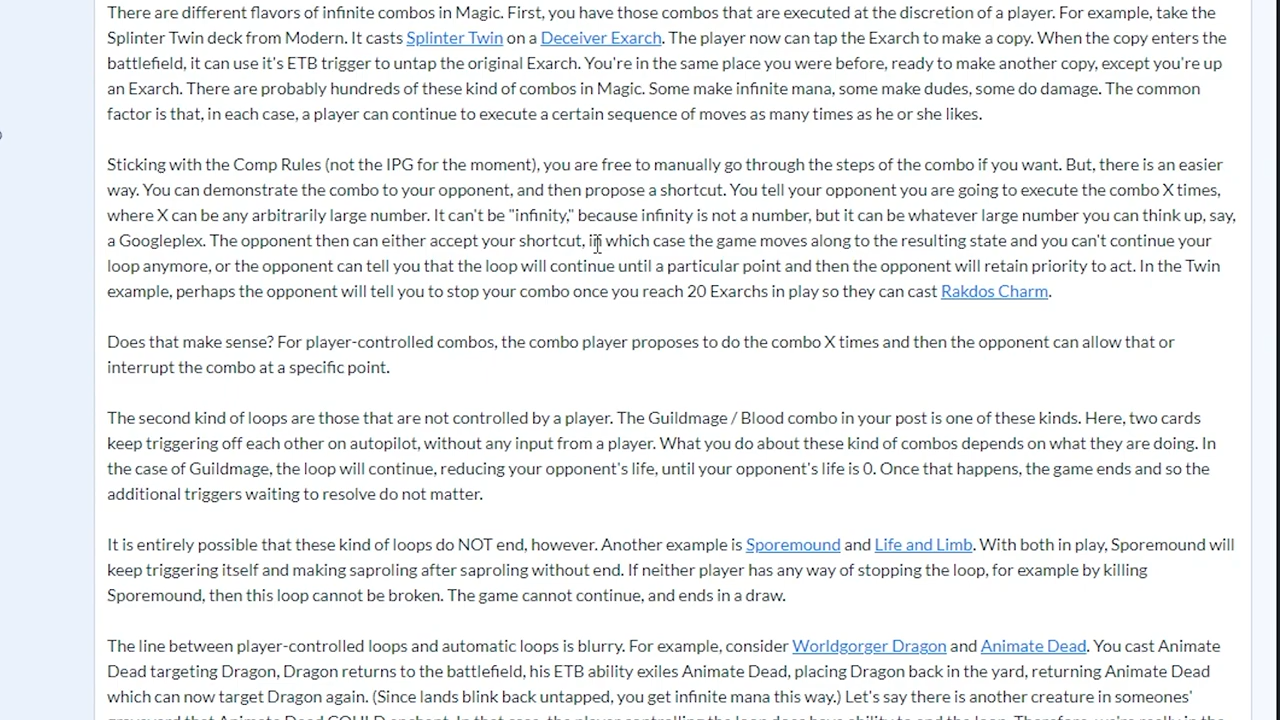 There are different flavors of infinite combos in Magic. First, you have those combos that are executed at the discretion of a player. For example, take the
Splinter Twin deck from Modern. It casts Splinter Twin on a Deceiver Exarch. The player now can tap the Exarch to make a copy. When the copy enters the
battlefield, it can use it's ETB trigger to untap the original Exarch. You're in the same place you were before, ready to make another copy, except you're up
an Exarch. There are probably hundreds of these kind of combos in Magic. Some make infinite mana, some make dudes, some do damage. The common
factor is that, in each case, a player can continue to execute a certain sequence of moves as many times as he or she likes.
Sticking with the Comp Rules (not the IPG for the moment), you are free to manually go through the steps of the combo if you want. But, there is an easier
way. You can demonstrate the combo to your opponent, and then propose a shortcut. You tell your opponent you are going to execute the combo X times,
where X can be any arbitrarily large number. It can't be "infinity," because infinity is not a number, but it can be whatever large number you can think up, say,
a Googleplex. The opponent then can either accept your shortcut, in which case the game moves along to the resulting state and you can't continue your
loop anymore, or the opponent can tell you that the loop will continue until a particular point and then the opponent will retain priority to act. In the Twin
example, perhaps the opponent will tell you to stop your combo once you reach 20 Exarchs in play so they can cast Rakdos Charm.
Does that make sense? For player-controlled combos, the combo player proposes to do the combo X times and then the opponent can allow that or
interrupt the combo at a specific point.
The second kind of loops are those that are not controlled by a player. The Guildmage / Blood combo in your post is one of these kinds. Here, two cards
keep triggering off each other on autopilot, without any input from a player. What you do about these kind of combos depends on what they are doing. In
the case of Guildmage, the loop will continue, reducing your opponent's life, until your opponent's life is 0. Once that happens, the game ends and so the
additional triggers waiting to resolve do not matter.
It is entirely possible that these kind of loops do NOT end, however. Another example is Sporemound and Life and Limb. With both in play, Sporemound will
keep triggering itself and making saproling after saproling without end. If neither player has any way of stopping the loop, for example by killing
Sporemound, then this loop cannot be broken. The game cannot continue, and ends in a draw.
The line between player-controlled loops and automatic loops is blurry. For example, consider Worldgorger Dragon and Animate Dead. You cast Animate
Dead targeting Dragon, Dragon returns to the battlefield, his ETB ability exiles Animate Dead, placing Dragon back in the yard, returning Animate Dead
which can now target Dragon again. (Since lands blink back untapped, you get infinite mana this way.) Let's say there is another creature in someones'